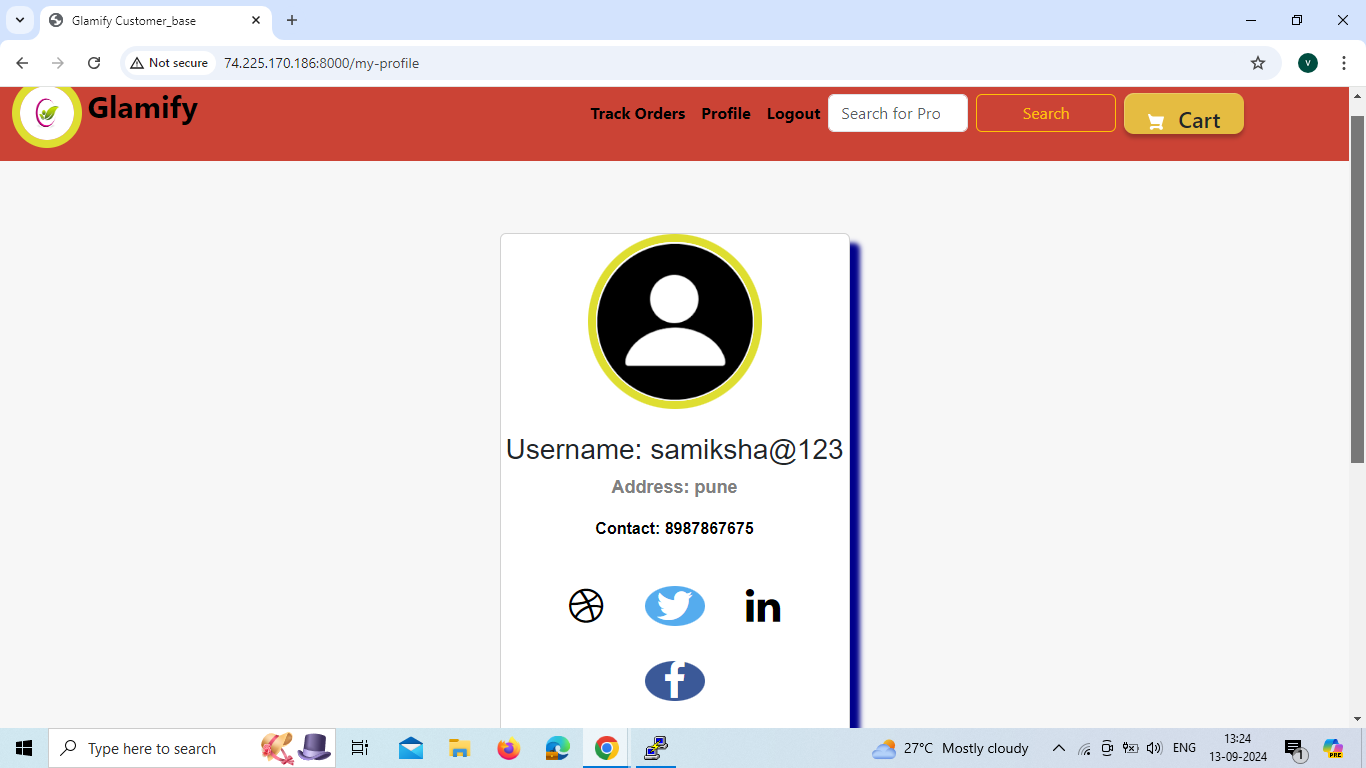 Glamify Customer_base
Not secure
74.225.170.186:8000/my-profile
V
Glamify
Track Orders
Profile
Logout
Search for Pro
Search
Cart
Username: samiksha@123
Address: pune
Contact: 8987867675
in
f
Type here to search
27°C Mostly cloudy
ENG
13:24
13-09-2024
1
PRE